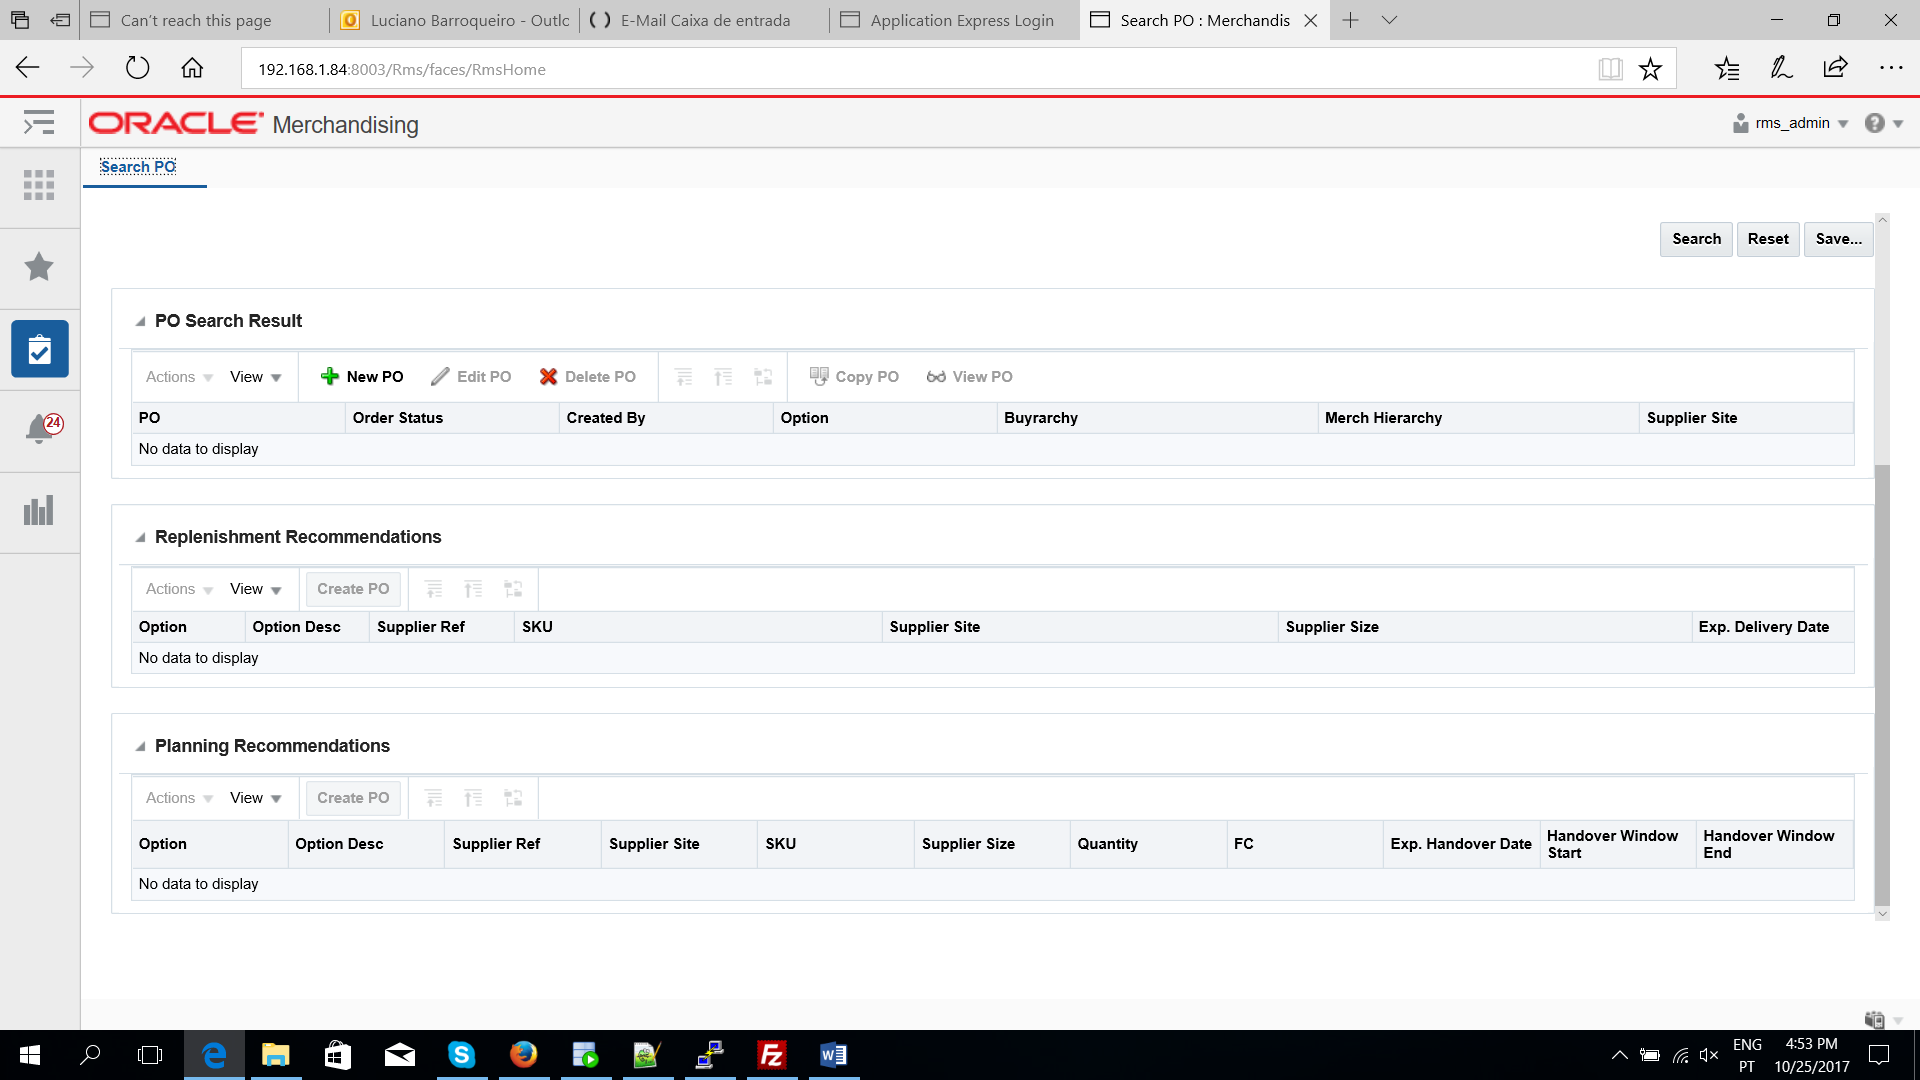 Can't reach this page
Luciano Barroqueiro - Outlc
E-Mail Caixa de entrada
Application Express Login
Search PO : Merchandis
192.168.1.84:8003/Rms/faces/RmsHome
ORACLE Merchandising
rms_admin
?
Search PO
24
Search Reset Save...
PO Search Result
Actions View New PO Edit PO Delete PO Copy PO View PO
PO Order Status Created By Option Buyrarchy Merch Hierarchy Supplier Site
No data to display
Replenishment Recommendations
Actions View Create PO
Option Option Desc Supplier Ref SKU Supplier Site Supplier Size Exp. Delivery Date
No data to display
Planning Recommendations
Actions View Create PO
Option Option Desc Supplier Ref Supplier Site SKU Supplier Size Quantity FC Exp. Handover Date Handover Window Start Handover Window End
No data to display
ENG
PT
4:53 PM
10/25/2017